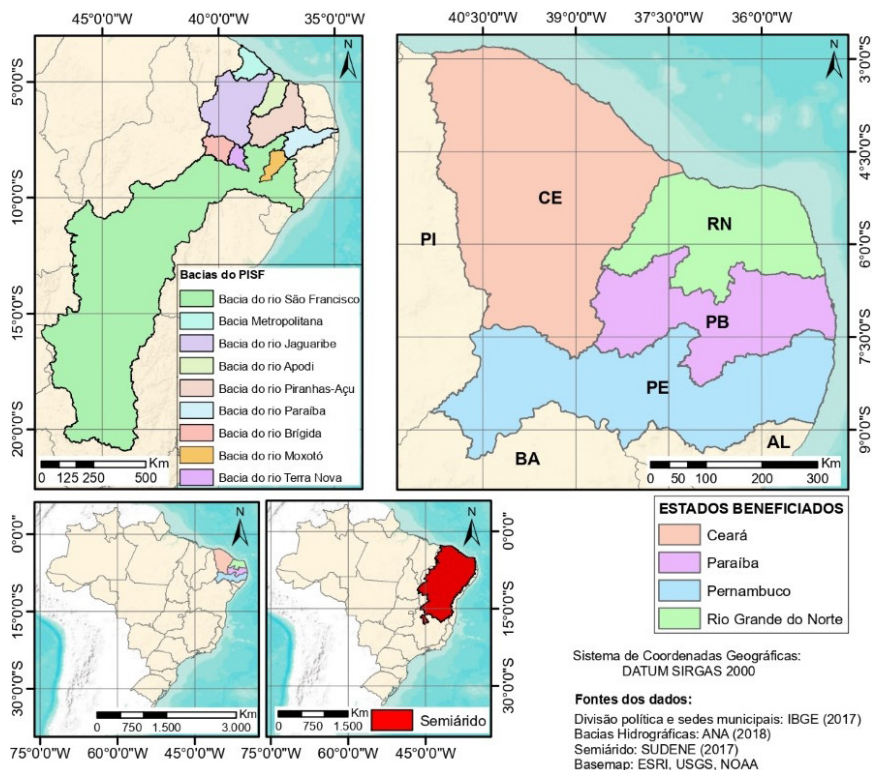 45°0'0"W 40°0'0"W 35°0'0"W
5°0'0"S
10°0'0"S
15°0'0"S
20°0'0"S
N
Bacias do PISF
Bacia do rio São Francisco
Bacia Metropolitana
Bacia do rio Jaguaribe
Bacia do rio Apodi
Bacia do rio Piranhas-Açu
Bacia do rio Paraíba
Bacia do rio Brígida
Bacia do rio Moxotó
Bacia do rio Terra Nova
0 125 250 500 Km
40°30'0"W 39°0'0"W 37°30'0"W 36°0'0"W
N
3°0'0"S
4°30'0"S
6°0'0"S
7°30'0"S
9°0'0"S
CE
RN
PI
PB
PE
AL
BA
0 50 100 200 300 Km
0°0'0"
15°0'0"S
30°0'0"S
N
0 750 1.500 3.000 Km
75°0'0"W 60°0'0"W 45°0'0"W
N
0°0'0"
15°0'0"S
30°0'0"S
0 750 1.500 Km
Semiárido
45°0'0"W
ESTADOS BENEFICIADOS
Ceará
Paraíba
Pernambuco
Rio Grande do Norte
Sistema de Coordenadas Geográficas:
DATUM SIRGAS 2000
Fontes dos dados:
Divisão política e sedes municipais: IBGE (2017)
Bacias Hidrográficas: ANA (2018)
Semiárido: SUDENE (2017)
Basemap: ESRI, USGS, NOAA